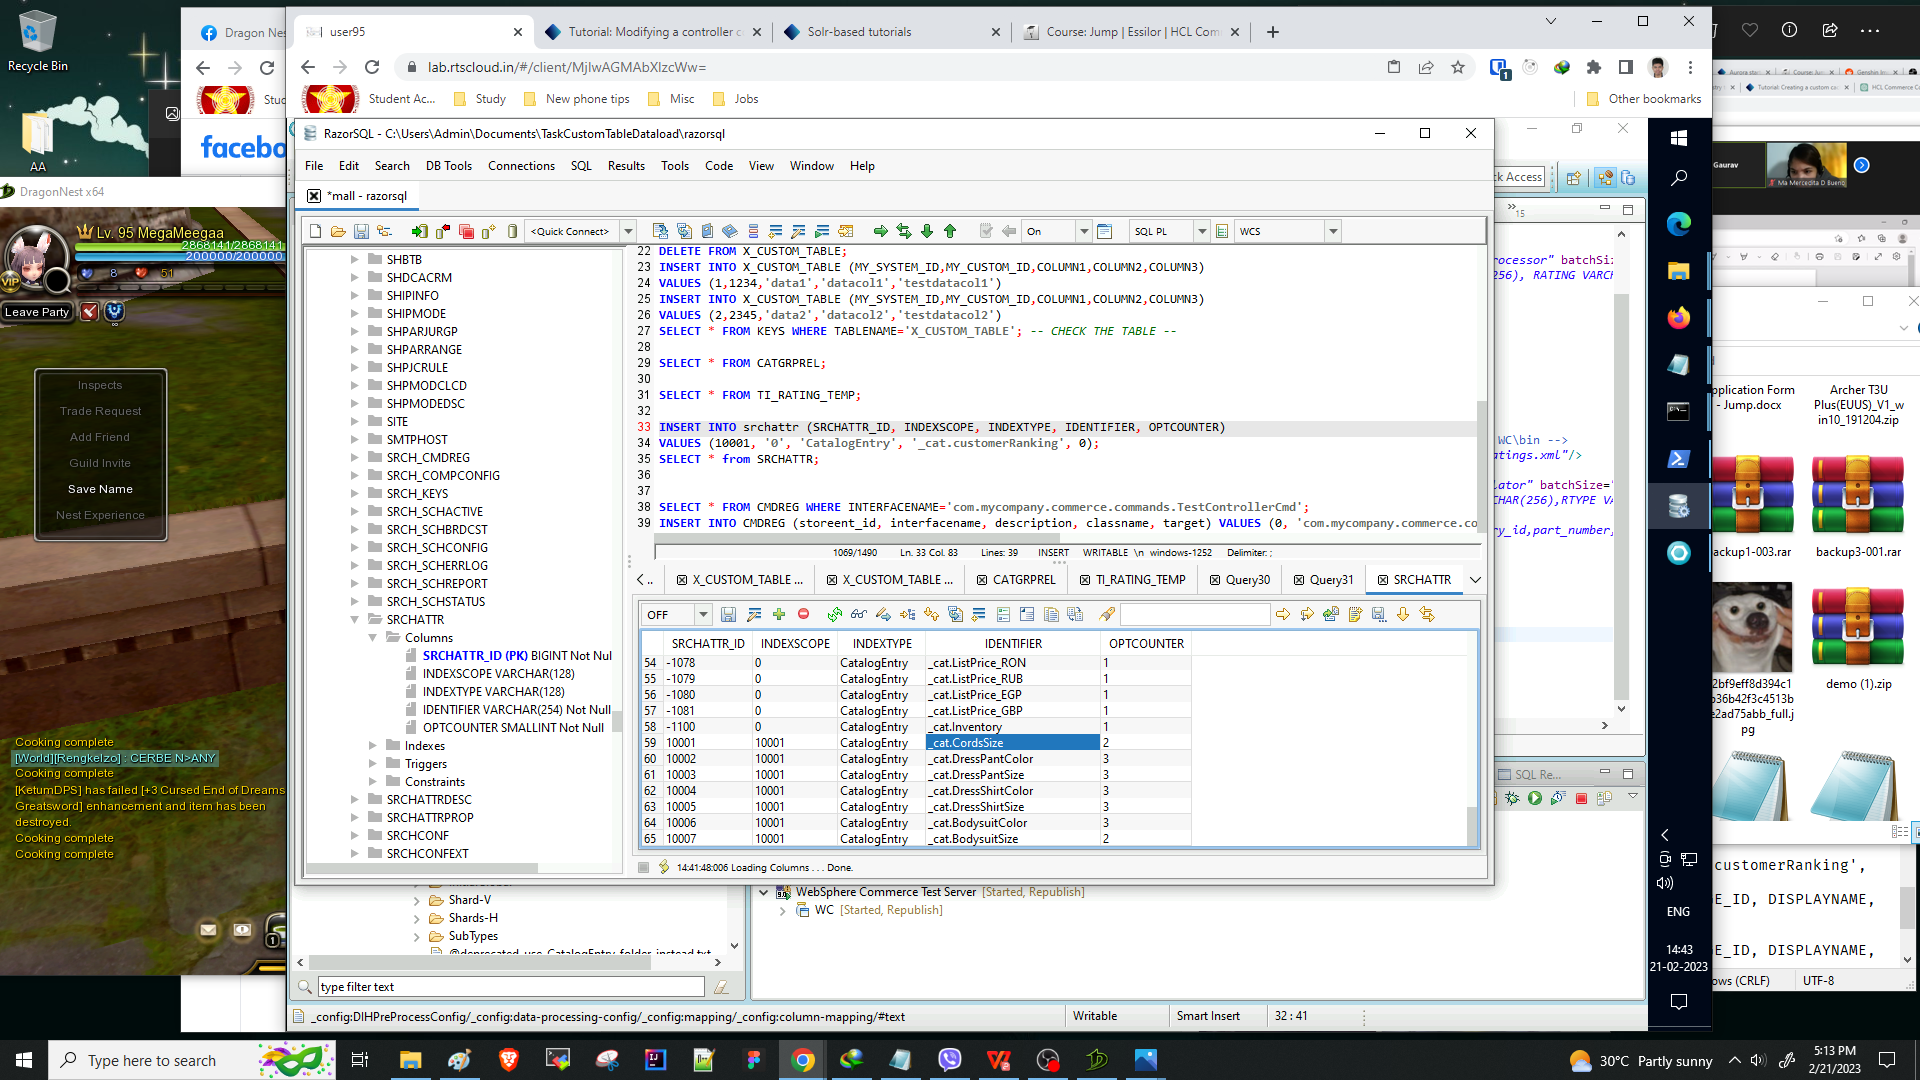 Recycle Bin
AA
DragonNest x64
Lv. 95 MegaMeegaa
286814 1/286814 1
200000/200000
VIP
8
51
Leave Party
Inspects
Trade Request
Add Friend
Guild Invite
Save Name
Nest Experience
Cooking complete
[World][Rengkelzo] : CERBE N>ANY
Cooking complete
[KetumDPS] has failed [+3 Cursed End of Dreams
Greatsword] enhancement and item has been
destroyed.
Cooking complete
Cooking complete
Dragon Nes
facebo
user95
Tutorial: Modifying a controller c
Solr-based tutorials
Course: Jump | Essilor | HCL Com
lab.rtscloud.in/#/client/MjIwAGMAbXlzcWw=
Student Ac...
Study
New phone tips
Misc
Jobs
Other bookmarks
RazorSQL - C:\Users\Admin\Documents\TaskCustomTableDataload\razorsql
File Edit Search DB Tools Connections SQL Results Tools Code View Window Help
*mall - razorsql
<Quick Connect>
On
SQL PL
WCS
SHBTB
SHDCACRM
SHIPINFO
SHIPMODE
SHPARJURGP
SHPARRANGE
SHPJCRULE
SHPMODCLCD
SHPMODEDSC
SITE
SMTPHOST
SRCH_CMDREG
SRCH_COMPCONFIG
SRCH_KEYS
SRCH_SCHACTIVE
SRCH_SCHBRDCST
SRCH_SCHCONFIG
SRCH_SCHERRLOG
SRCH_SCHREPORT
SRCH_SCHSTATUS
SRCHATTR
Columns
SRCHATTR_ID (PK) BIGINT Not Nul
INDEXSCOPE VARCHAR(128)
INDEXTYPE VARCHAR(128)
IDENTIFIER VARCHAR(254) Not Null
OPTCOUNTER SMALLINT Not Null
Indexes
Triggers
Constraints
SRCHATTRDESC
SRCHATTRPROP
SRCHCONF
SRCHCONFEXT
22 DELETE FROM X_CUSTOM_TABLE;
23 INSERT INTO X_CUSTOM_TABLE (MY_SYSTEM_ID,MY_CUSTOM_ID,COLUMN1,COLUMN2,COLUMN3)
24 VALUES (1,1234,'data1','datacol1','testdatacol1')
25 INSERT INTO X_CUSTOM_TABLE (MY_SYSTEM_ID,MY_CUSTOM_ID,COLUMN1,COLUMN2,COLUMN3)
26 VALUES (2,2345,'data2','datacol2','testdatacol2')
27 SELECT * FROM KEYS WHERE TABLENAME='X_CUSTOM_TABLE'; -- CHECK THE TABLE --
28
29 SELECT * FROM CATGRPREL;
30
31 SELECT * FROM TI_RATING_TEMP;
32
33 INSERT INTO srchattr (SRCHATTR_ID, INDEXSCOPE, INDEXTYPE, IDENTIFIER, OPTCOUNTER)
34 VALUES (10001, '0', 'CatalogEntry', '_cat.customerRanking', 0);
35 SELECT * from SRCHATTR;
36
37
38 SELECT * FROM CMDREG WHERE INTERFACENAME='com.mycompany.commerce.commands.TestControllerCmd';
39 INSERT INTO CMDREG (storeent_id, interfacename, description, classname, target) VALUES (0, 'com.mycompany.commerce.co
1069/1490 Ln. 33 Col. 83 Lines: 39 INSERT WRITABLE \n windows-1252 Delimiter: ;
X_CUSTOM_TABLE ...
X_CUSTOM_TABLE ...
CATGRPREL
TI_RATING_TEMP
Query30
Query31
SRCHATTR
OFF
SRCHATTR_ID INDEXSCOPE INDEXTYPE IDENTIFIER OPTCOUNTER
54 -1078 0 CatalogEntry _cat.ListPrice_RON 1
55 -1079 0 CatalogEntry _cat.ListPrice_RUB 1
56 -1080 0 CatalogEntry _cat.ListPrice_EGP 1
57 -1081 0 CatalogEntry _cat.ListPrice_GBP 1
58 -1100 0 CatalogEntry _cat.Inventory 1
59 10001 10001 CatalogEntry _cat.CordsSize 2
60 10002 10001 CatalogEntry _cat.DressPantColor 3
61 10003 10001 CatalogEntry _cat.DressPantSize 3
62 10004 10001 CatalogEntry _cat.DressShirtColor 3
63 10005 10001 CatalogEntry _cat.DressShirtSize 3
64 10006 10001 CatalogEntry _cat.BodysuitColor 3
65 10007 10001 CatalogEntry _cat.BodysuitSize 2
14:41:48:006 Loading Columns . . . Done.
Shard-V
Shards-H
SubTypes
type filter text
WebSphere Commerce Test Server [Started, Republish]
WC [Started, Republish]
_config:DIHPreProcessConfig/_config:data-processing-config/_config:mapping/_config:column-mapping/#text
Writable
Smart Insert
32 : 41
ck Access
15
rocessor" batchSiz
256), RATING VARCH
WC\bin -->
atings.xml"/>
lator" batchSize="
CHAR(256),RTYPE VA
ry_id,part_number,
SQL Re...
ENG
14:43
21-02-2023
Gaurav
Ma Mercedita D Bueno
pplication Form
- Jump.docx
Archer T3U
Plus(EUUS)_V1_w
in10_191204.zip
ackup1-003.rar
backup3-001.rar
2bf9eff8d394c1
b36b42f3c4513b
e2ad75abb_full.j
pg
demo (1).zip
customerRanking',
GE_ID, DISPLAYNAME,
GE_ID, DISPLAYNAME,
ows (CRLF)
UTF-8
Type here to search
30°C Partly sunny
5:13 PM
2/21/2023